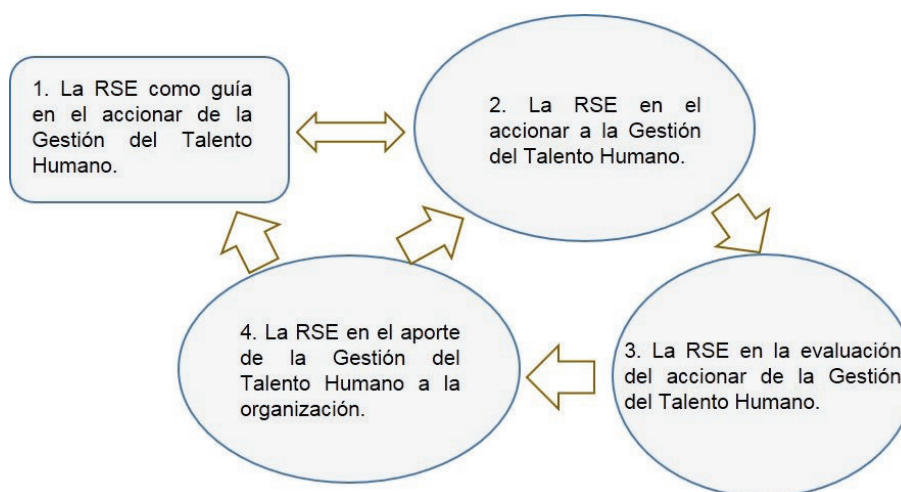 1. La RSE como guía
en el accionar de la
Gestión del Talento
Humano.
2. La RSE en el
accionar a la Gestión
del Talento Humano.
3. La RSE en la evaluación
del accionar de la Gestión
del Talento Humano.
4. La RSE en el aporte
de la Gestión del
Talento Humano a la
organización.